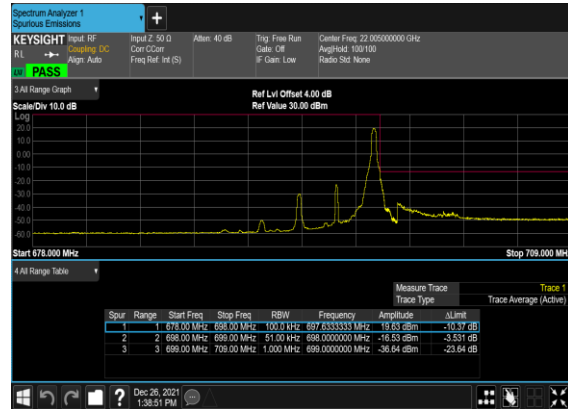 Spectrum Analyzer 1
Spurious Emissions
+
KEYSIGHT Input: RF Input Z: 50 Ω Atten: 40 dB Trig: Free Run Center Freq: 22.005000000 GHz
RL Coupling: DC Corr CCorr Gate: Off Avg|Hold: 100/100
Align: Auto Freq Ref: Int (S) IF Gain: Low Radio Std: None
LW PASS
3 All Range Graph
Ref Lvl Offset 4.00 dB
Scale/Div 10.0 dB Ref Value 30.00 dBm
Log
20.0
10.0
0.00
-10.0
-20.0
-30.0
-40.0
-50.0
-60.0
Start 678.000 MHz Stop 709.000 MH
4 All Range Table
Measure Trace Trace 1
Trace Type Trace Average (Active)
Spur Range Start Freq Stop Freq RBW Frequency Amplitude ΔLimit
1 1 678.00 MHz 698.00 MHz 100.0 kHz 697.6333333 MHz 19.63 dBm -10.37 dB
2 2 698.00 MHz 699.00 MHz 51.00 kHz 698.0000000 MHz -16.53 dBm -3.531 dB
3 3 699.00 MHz 709.00 MHz 1.000 MHz 699.0000000 MHz -36.64 dBm -23.64 dB
? Dec 26, 2021
1:38:51 PM